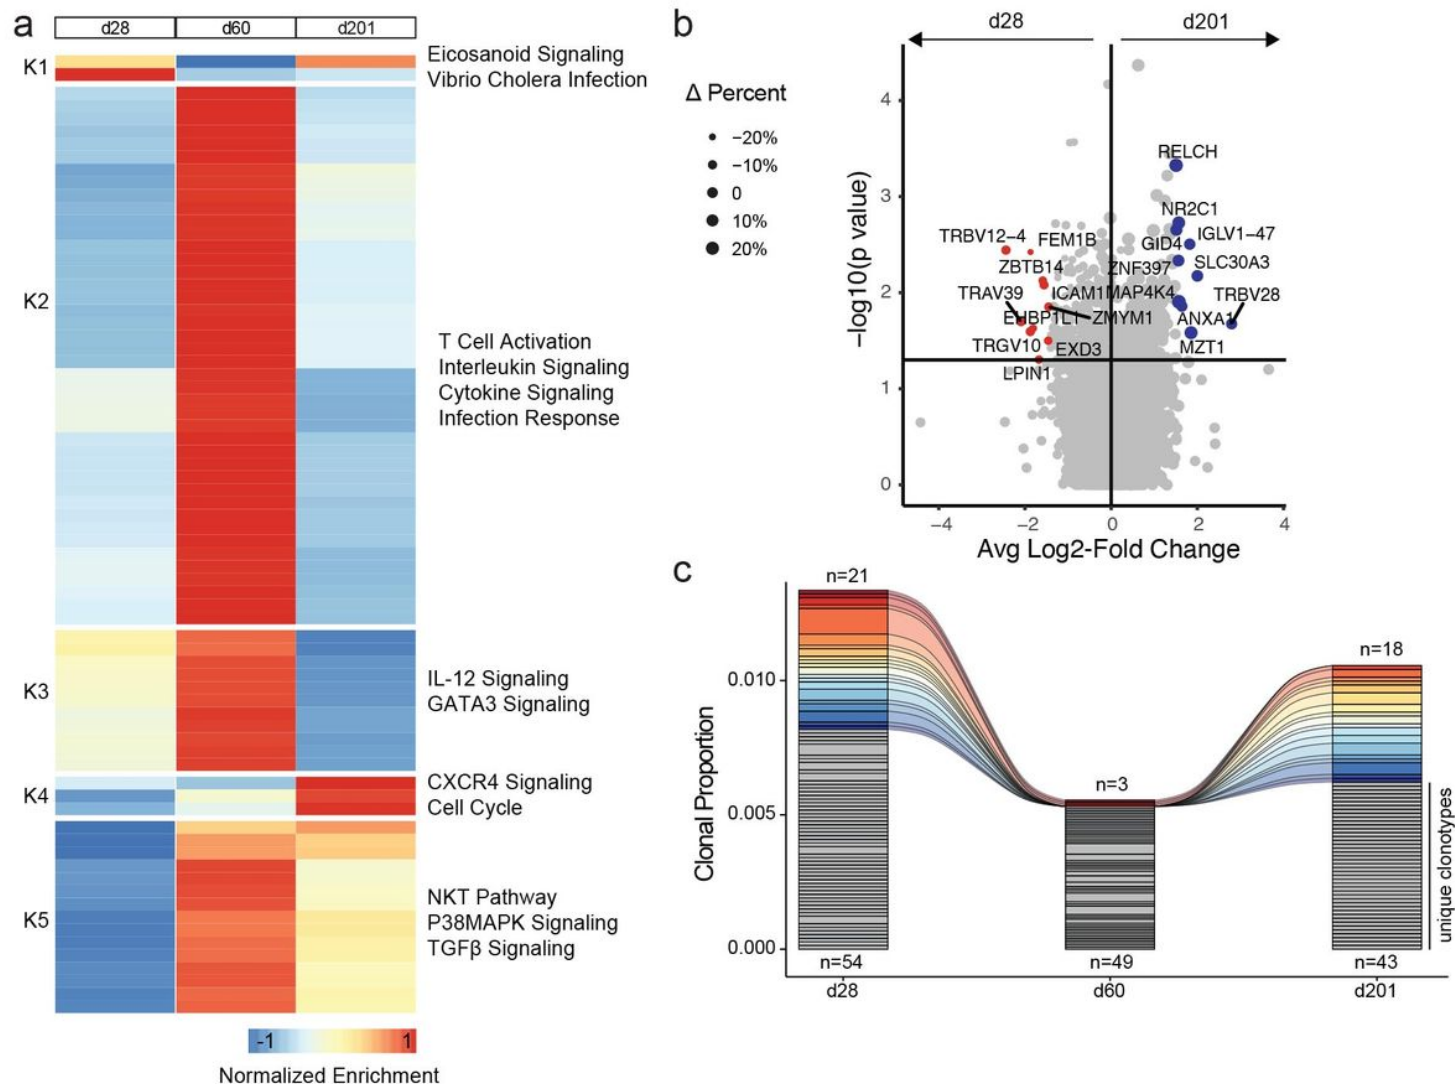 a
d28 d60 d201
K1
Eicosanoid Signaling
Vibrio Cholera Infection
K2
T Cell Activation
Interleukin Signaling
Cytokine Signaling
Infection Response
K3
IL-12 Signaling
GATA3 Signaling
K4
CXCR4 Signaling
Cell Cycle
K5
NKT Pathway
P38MAPK Signaling
TGFβ Signaling
-1 1
Normalized Enrichment
b
d28 d201
Δ Percent
−20%
−10%
0
10%
20%
−log10(p value)
4
3
2
1
0
RELCH
NR2C1
TRBV12−4 FEM1B GID4 IGLV1−47
ZBTB14 ZNF397 SLC30A3
TRAV39 ICAM1 MAP4K4 TRBV28
EHBP1L1 ZMYM1 ANXA1
TRGV10 EXD3 MZT1
LPIN1
−4 −2 0 2 4
Avg Log2-Fold Change
c
Clonal Proportion
0.010
0.005
0.000
n=21
n=3
n=18
unique clonotypes
n=54 n=49 n=43
d28 d60 d201